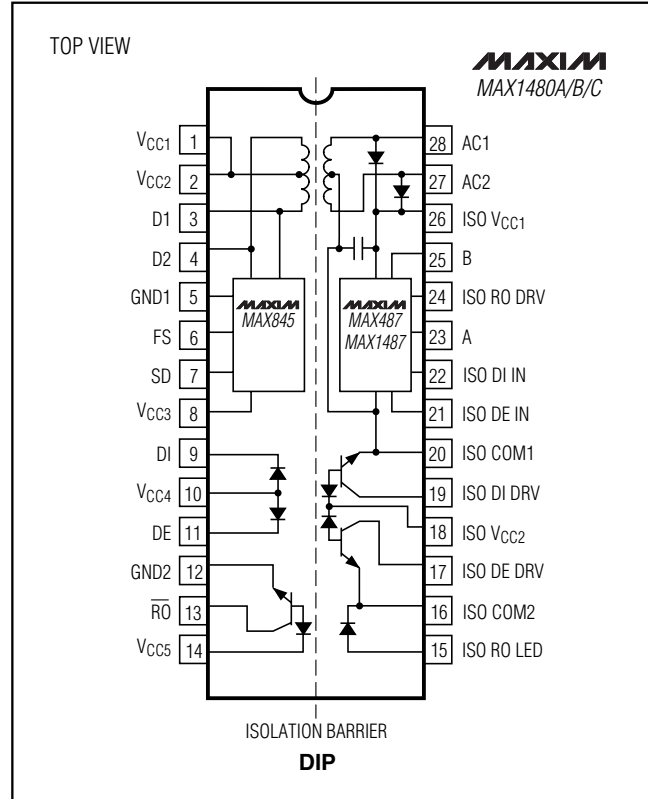 TOP VIEW
MAXIM
MAX1480A/B/C
VCC1 1
VCC2 2
D1 3
D2 4
GND1 5
FS 6
SD 7
VCC3 8
DI 9
VCC4 10
DE 11
GND2 12
R̅O̅ 13
VCC5 14
MAXIM
MAX845
MAXIM
MAX487
MAX1487
28 AC1
27 AC2
26 ISO VCC1
25 B
24 ISO RO DRV
23 A
22 ISO DI IN
21 ISO DE IN
20 ISO COM1
19 ISO DI DRV
18 ISO VCC2
17 ISO DE DRV
16 ISO COM2
15 ISO RO LED
ISOLATION BARRIER
DIP